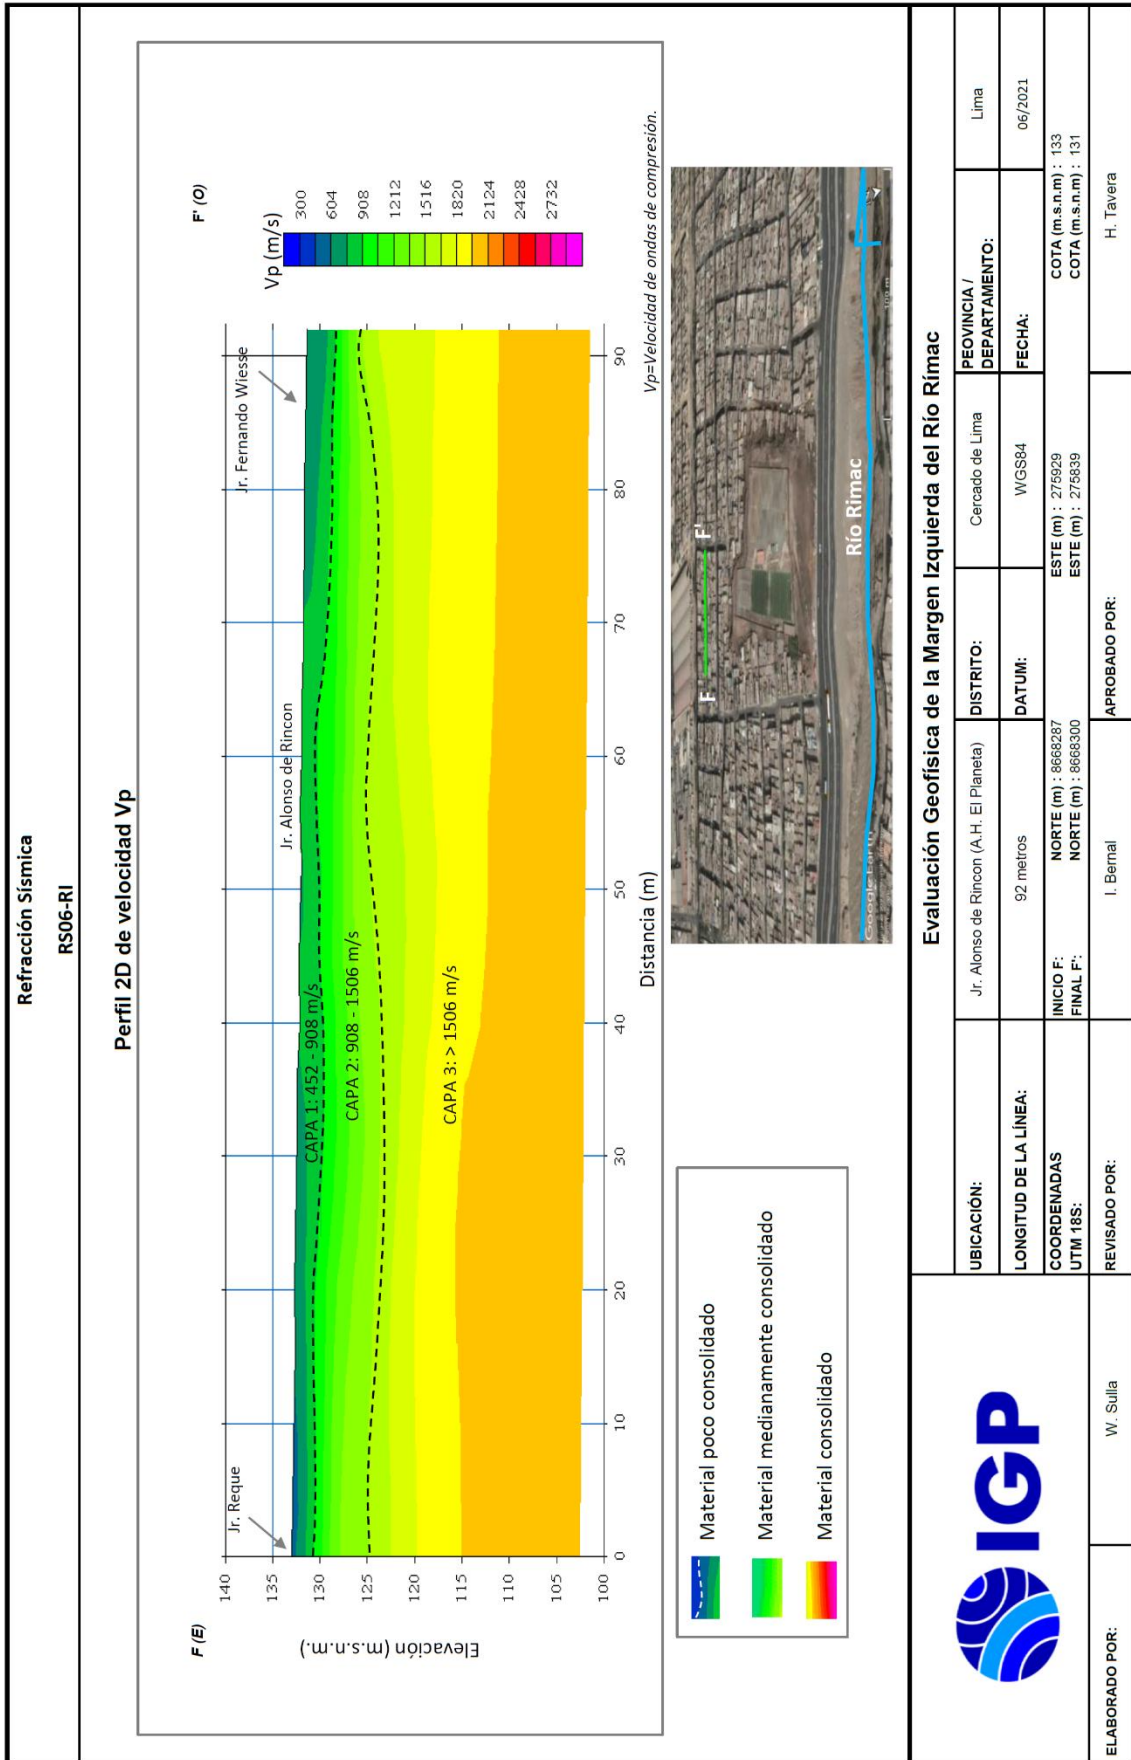 Refracción Sísmica
RS06-RI
Perfil 2D de velocidad Vp
F (E)
F' (O)
Jr. Reque
Jr. Alonso de Rincon
Jr. Fernando Wiesse
Elevación (m.s.n.m.)
140
135
130
125
120
115
110
105
100
CAPA 1: 452 - 908 m/s
CAPA 2: 908 - 1506 m/s
CAPA 3: > 1506 m/s
0 10 20 30 40 50 60 70 80 90
Distancia (m)
Vp (m/s)
300
604
908
1212
1516
1820
2124
2428
2732
Vp=Velocidad de ondas de compresión.
Material poco consolidado
Material medianamente consolidado
Material consolidado
F
F'
Río Rimac
Google Earth
Evaluación Geofísica de la Margen Izquierda del Río Rímac
UBICACIÓN: Jr. Alonso de Rincon (A.H. El Planeta) DISTRITO: Cercado de Lima PEOVINCIA / DEPARTAMENTO: Lima
LONGITUD DE LA LÍNEA: 92 metros DATUM: WGS84 FECHA: 06/2021
COORDENADAS UTM 18S:
INICIO F: NORTE (m) : 8668287 ESTE (m) : 275929 COTA (m.s.n.m) : 133
FINAL F': NORTE (m) : 8668300 ESTE (m) : 275839 COTA (m.s.n.m) : 131
IGP
ELABORADO POR: W. Sulla REVISADO POR: I. Bernal APROBADO POR: H. Tavera